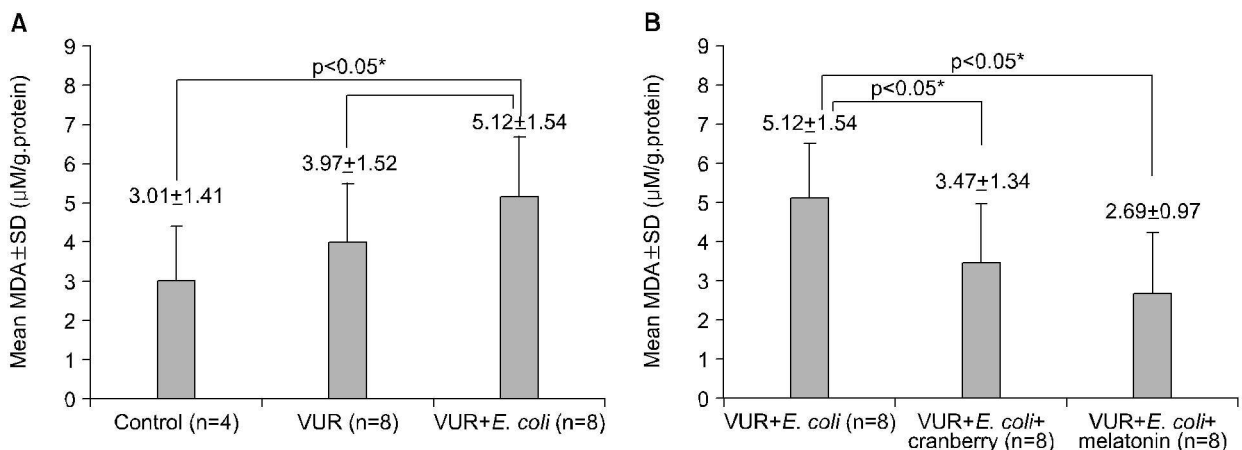 A
Mean MDA±SD (µM/g.protein)
9
8
7
6
5
4
3
2
1
0
p<0.05*
5.12±1.54
3.97±1.52
3.01±1.41
Control (n=4)
VUR (n=8)
VUR+E. coli (n=8)
B
Mean MDA±SD (µM/g.protein)
9
8
7
6
5
4
3
2
1
0
p<0.05*
p<0.05*
5.12±1.54
3.47±1.34
2.69±0.97
VUR+E. coli (n=8)
VUR+E. coli+
cranberry (n=8)
VUR+E. coli+
melatonin (n=8)